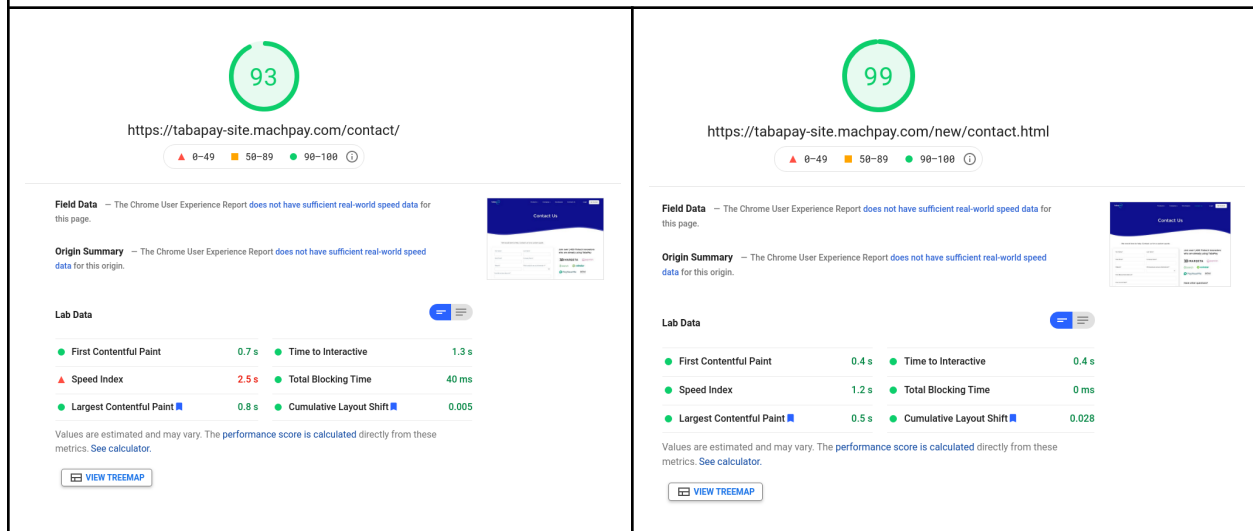 93
https://tabapay-site.machpay.com/contact/
0–49 50–89 90–100
Field Data — The Chrome User Experience Report does not have sufficient real-world speed data for
this page.
Origin Summary — The Chrome User Experience Report does not have sufficient real-world speed
data for this origin.
Contact Us
Lab Data
First Contentful Paint 0.7 s Time to Interactive 1.3 s
Speed Index 2.5 s Total Blocking Time 40 ms
Largest Contentful Paint 0.8 s Cumulative Layout Shift 0.005
Values are estimated and may vary. The performance score is calculated directly from these
metrics. See calculator.
VIEW TREEMAP
99
https://tabapay-site.machpay.com/new/contact.html
0–49 50–89 90–100
Field Data — The Chrome User Experience Report does not have sufficient real-world speed data for
this page.
Origin Summary — The Chrome User Experience Report does not have sufficient real-world speed
data for this origin.
Contact Us
Lab Data
First Contentful Paint 0.4 s Time to Interactive 0.4 s
Speed Index 1.2 s Total Blocking Time 0 ms
Largest Contentful Paint 0.5 s Cumulative Layout Shift 0.028
Values are estimated and may vary. The performance score is calculated directly from these
metrics. See calculator.
VIEW TREEMAP